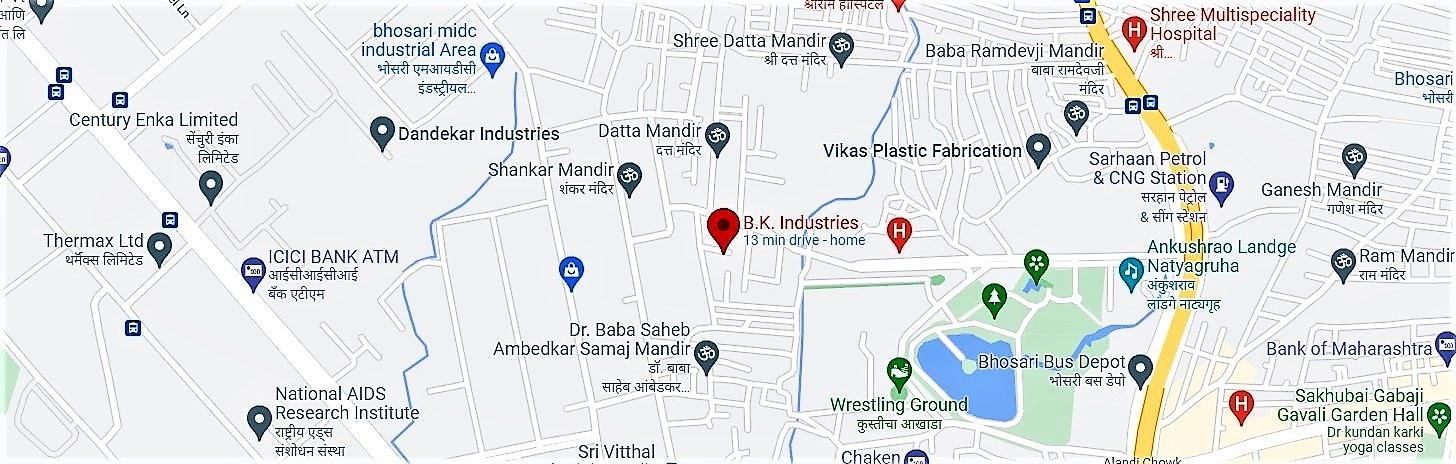 आणि
bhosari midc
industrial Area
भोसरी एमआयडीसी
इंडस्ट्रीयल...
Shree Datta Mandir
श्री दत्त मंदिर
Baba Ramdevji Mandir
बाबा रामदेवजी
मंदिर
Shree Multispeciality
Hospital
श्री...
Bhosari
भोसरी
Century Enka Limited
सेंचुरी इंका
लिमिटेड
Dandekar Industries
Datta Mandir
दत्त मंदिर
Shankar Mandir
शंकर मंदिर
Vikas Plastic Fabrication
Sarhaan Petrol
& CNG Station
सरहान पेट्रोल
& सींग स्टेशन
Ganesh Mandir
गणेश मंदिर
B.K. Industries
13 min drive - home
Thermax Ltd
थर्मॅक्स लिमिटेड
ICICI BANK ATM
आईसीआईसीआई
बँक एटीएम
Ankushrao Landge
Natyagruha
अंकुशराव
लांडगे नाट्यगृह
Ram Mandir
राम मंदिर
Dr. Baba Saheb
Ambedkar Samaj Mandir
डॉ. बाबा
साहेब आंबेडकर...
Bhosari Bus Depot
भोसरी बस डेपो
Bank of Maharashtra
National AIDS
Research Institute
राष्ट्रीय एड्स
संशोधन संस्था
Wrestling Ground
कुस्तीचा आखाडा
Sakhubai Gabaji
Gavali Garden Hall
Dr kundan karki
yoga classes
Sri Vitthal
Chaken
Alandi Chowk